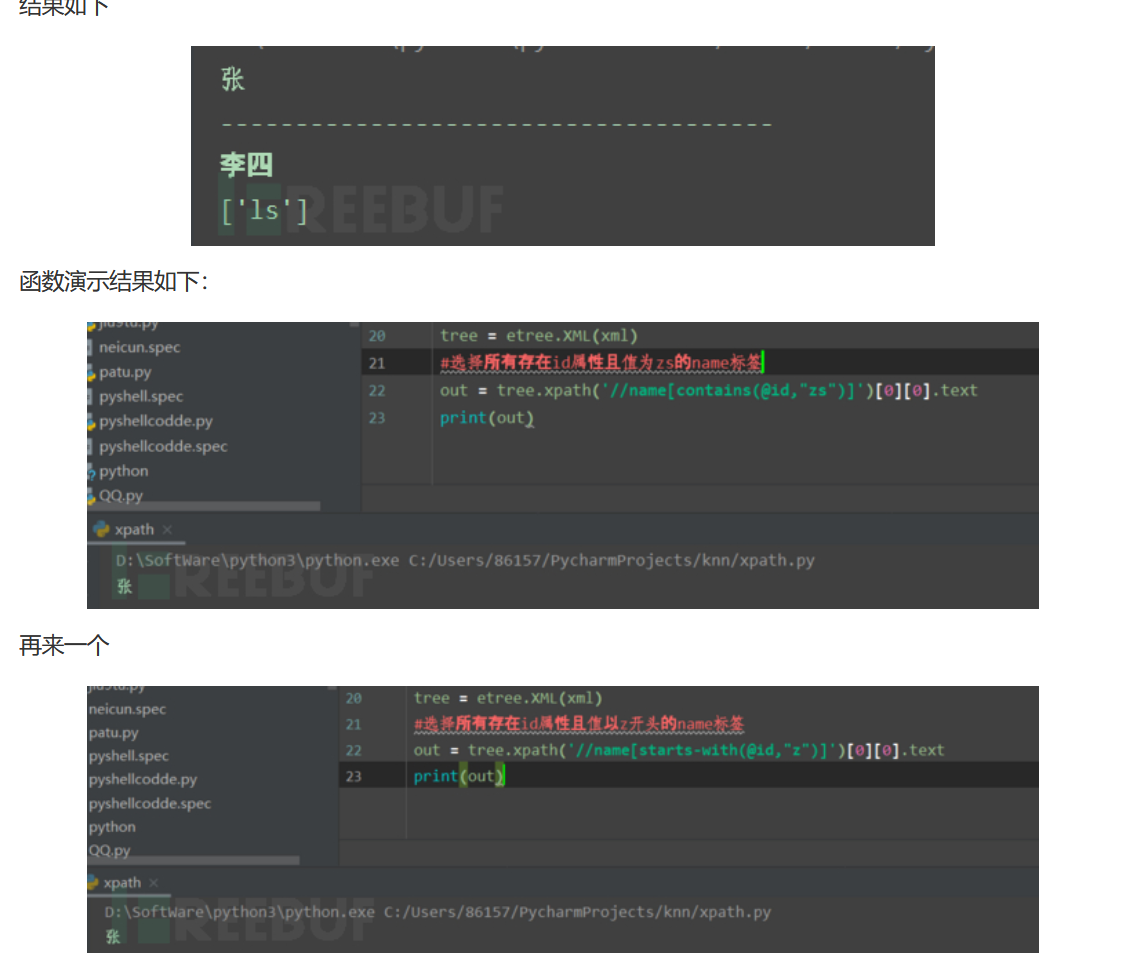 结果如下
张
-------------------------------------
李四
['ls']
REEBUF
函数演示结果如下：
jiu9tu.py
neicun.spec
patu.py
pyshell.spec
pyshellcodde.py
pyshellcodde.spec
python
QQ.py
20 tree = etree.XML(xml)
21 #选择所有存在id属性且值为zs的name标签
22 out = tree.xpath('//name[contains(@id,"zs")]')[0][0].text
23 print(out)
xpath ×
D:\SoftWare\python3\python.exe C:/Users/86157/PycharmProjects/knn/xpath.py
张
REEBUF
再来一个
neicun.spec
patu.py
pyshell.spec
pyshellcodde.py
pyshellcodde.spec
python
QQ.py
20 tree = etree.XML(xml)
21 #选择所有存在id属性且值以z开头的name标签
22 out = tree.xpath('//name[starts-with(@id,"z")]')[0][0].text
23 print(out)
xpath ×
D:\SoftWare\python3\python.exe C:/Users/86157/PycharmProjects/knn/xpath.py
张
REEBUF